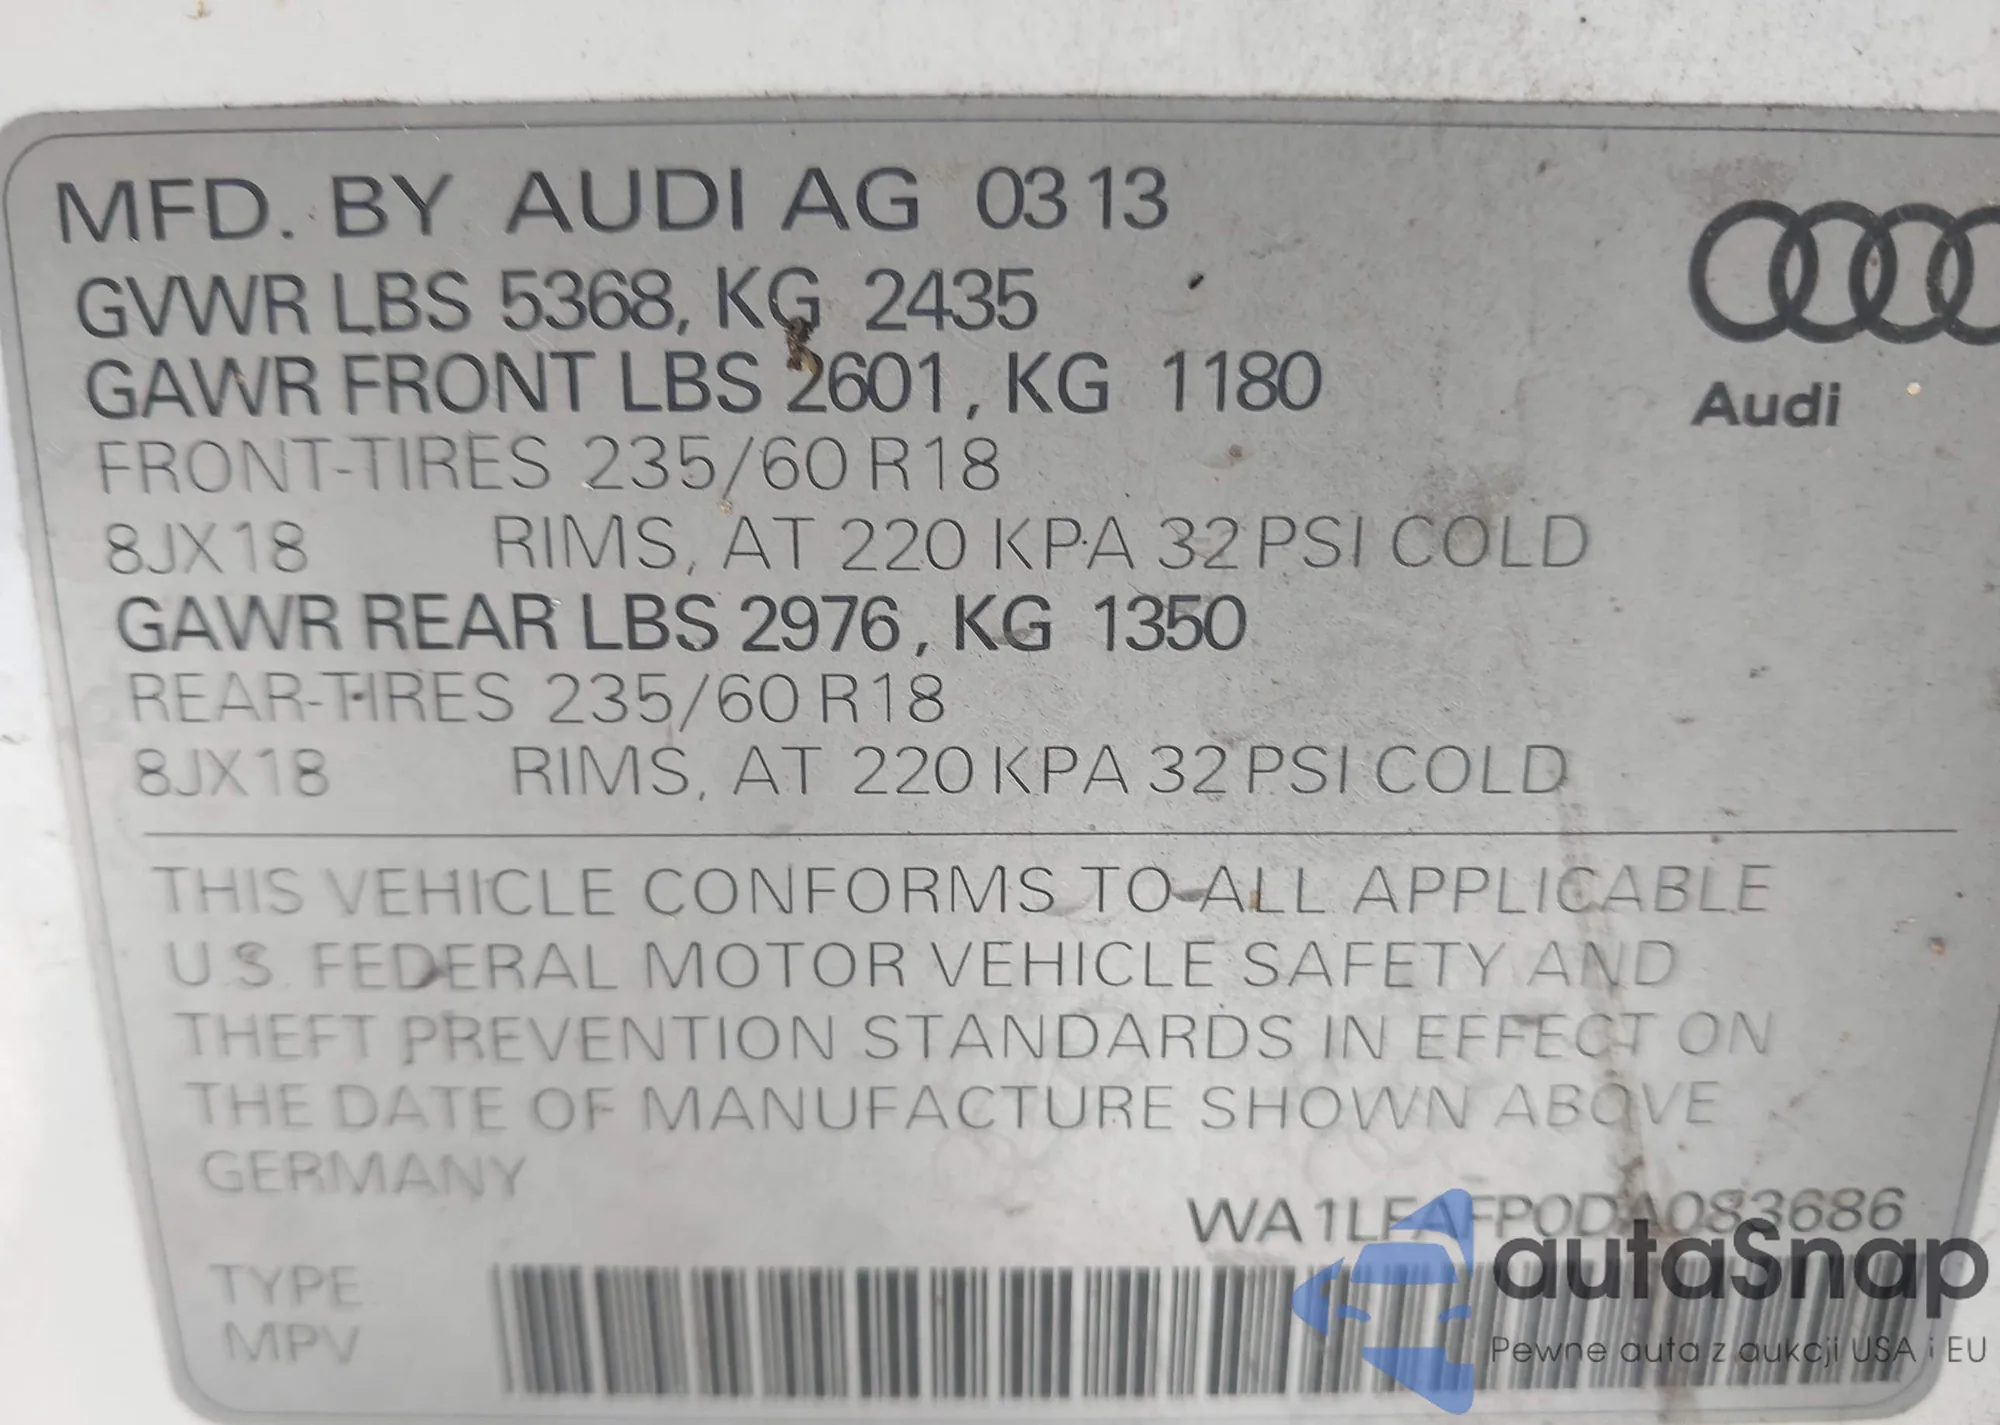 MFD. BY AUDI AG 0313
GVWR LBS 5368, KG 2435
GAWR FRONT LBS 2601, KG 1180
FRONT-TIRES 235/60 R18
8JX18 RIMS, AT 220 KPA 32 PSI COLD
GAWR REAR LBS 2976, KG 1350
REAR-TIRES 235/60 R18
8JX18 RIMS, AT 220 KPA 32 PSI COLD
Audi
THIS VEHICLE CONFORMS TO ALL APPLICABLE
U.S. FEDERAL MOTOR VEHICLE SAFETY AND
THEFT PREVENTION STANDARDS IN EFFECT ON
THE DATE OF MANUFACTURE SHOWN ABOVE
GERMANY
WA1LFAFP0DA083686
TYPE
MPV
autaSnap
Pewne auta z aukcji USA i EU